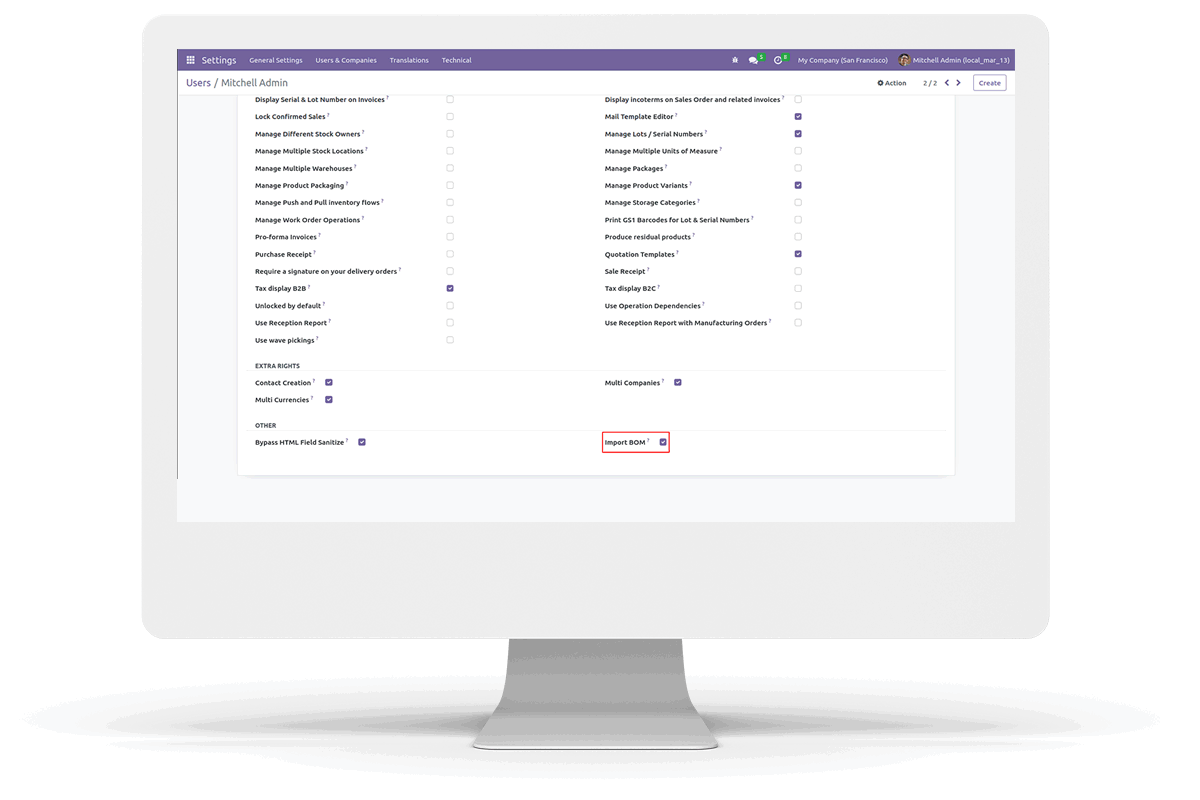 Settings General Settings Users & Companies Translations Technical 5 8 My Company (San Francisco) Mitchell Admin (local_mar_13)
Users / Mitchell Admin Action 2 / 2 Create
Display Serial & Lot Number on Invoices ? Display incoterms on Sales Order and related invoices ?
Lock Confirmed Sales ? Mail Template Editor ?
Manage Different Stock Owners ? Manage Lots / Serial Numbers ?
Manage Multiple Stock Locations ? Manage Multiple Units of Measure ?
Manage Multiple Warehouses ? Manage Packages ?
Manage Product Packaging ? Manage Product Variants ?
Manage Push and Pull inventory flows ? Manage Storage Categories ?
Manage Work Order Operations ? Print GS1 Barcodes for Lot & Serial Numbers ?
Pro-forma Invoices ? Produce residual products ?
Purchase Receipt ? Quotation Templates ?
Require a signature on your delivery orders ? Sale Receipt ?
Tax display B2B ? Tax display B2C ?
Unlocked by default ? Use Operation Dependencies ?
Use Reception Report ? Use Reception Report with Manufacturing Orders ?
Use wave pickings ?
EXTRA RIGHTS
Contact Creation ? Multi Companies ?
Multi Currencies ?
OTHER
Bypass HTML Field Sanitize ? Import BOM ?